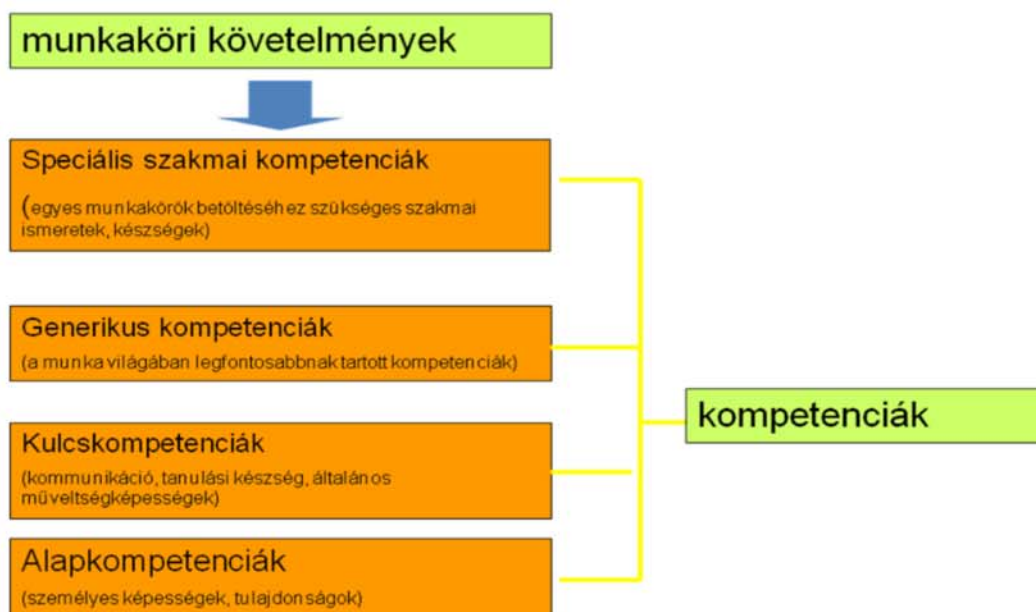 munkaköri követelmények
Speciális szakmai kompetenciák
(egyes munkakörök betöltéséhez szükséges szakmai
ismeretek, készségek)
Generikus kompetenciák
(a munka világában legfontosabbnak tartott kompetenciák)
Kulcskompetenciák
(kommunikáció, tanulási készség, általános
műveltségképességek)
kompetenciák
Alapkompetenciák
(személyes képességek, tulajdonságok)